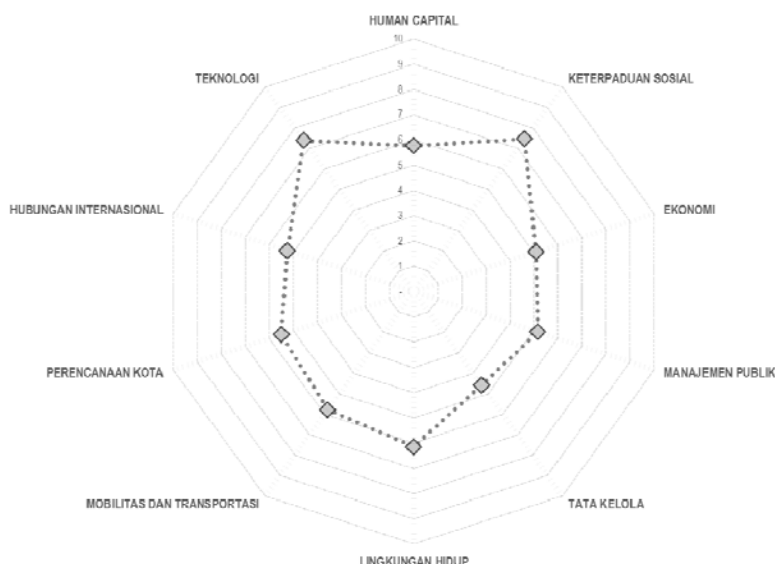 HUMAN CAPITAL
10
TEKNOLOGI
9
KETERPADUAN SOSIAL
8
7
6
5
HUBUNGAN INTERNASIONAL
4
EKONOMI
3
2
1
-
PERENCANAAN KOTA
MANAJEMEN PUBLIK
MOBILITAS DAN TRANSPORTASI
TATA KELOLA
LINGKUNGAN HIDUP